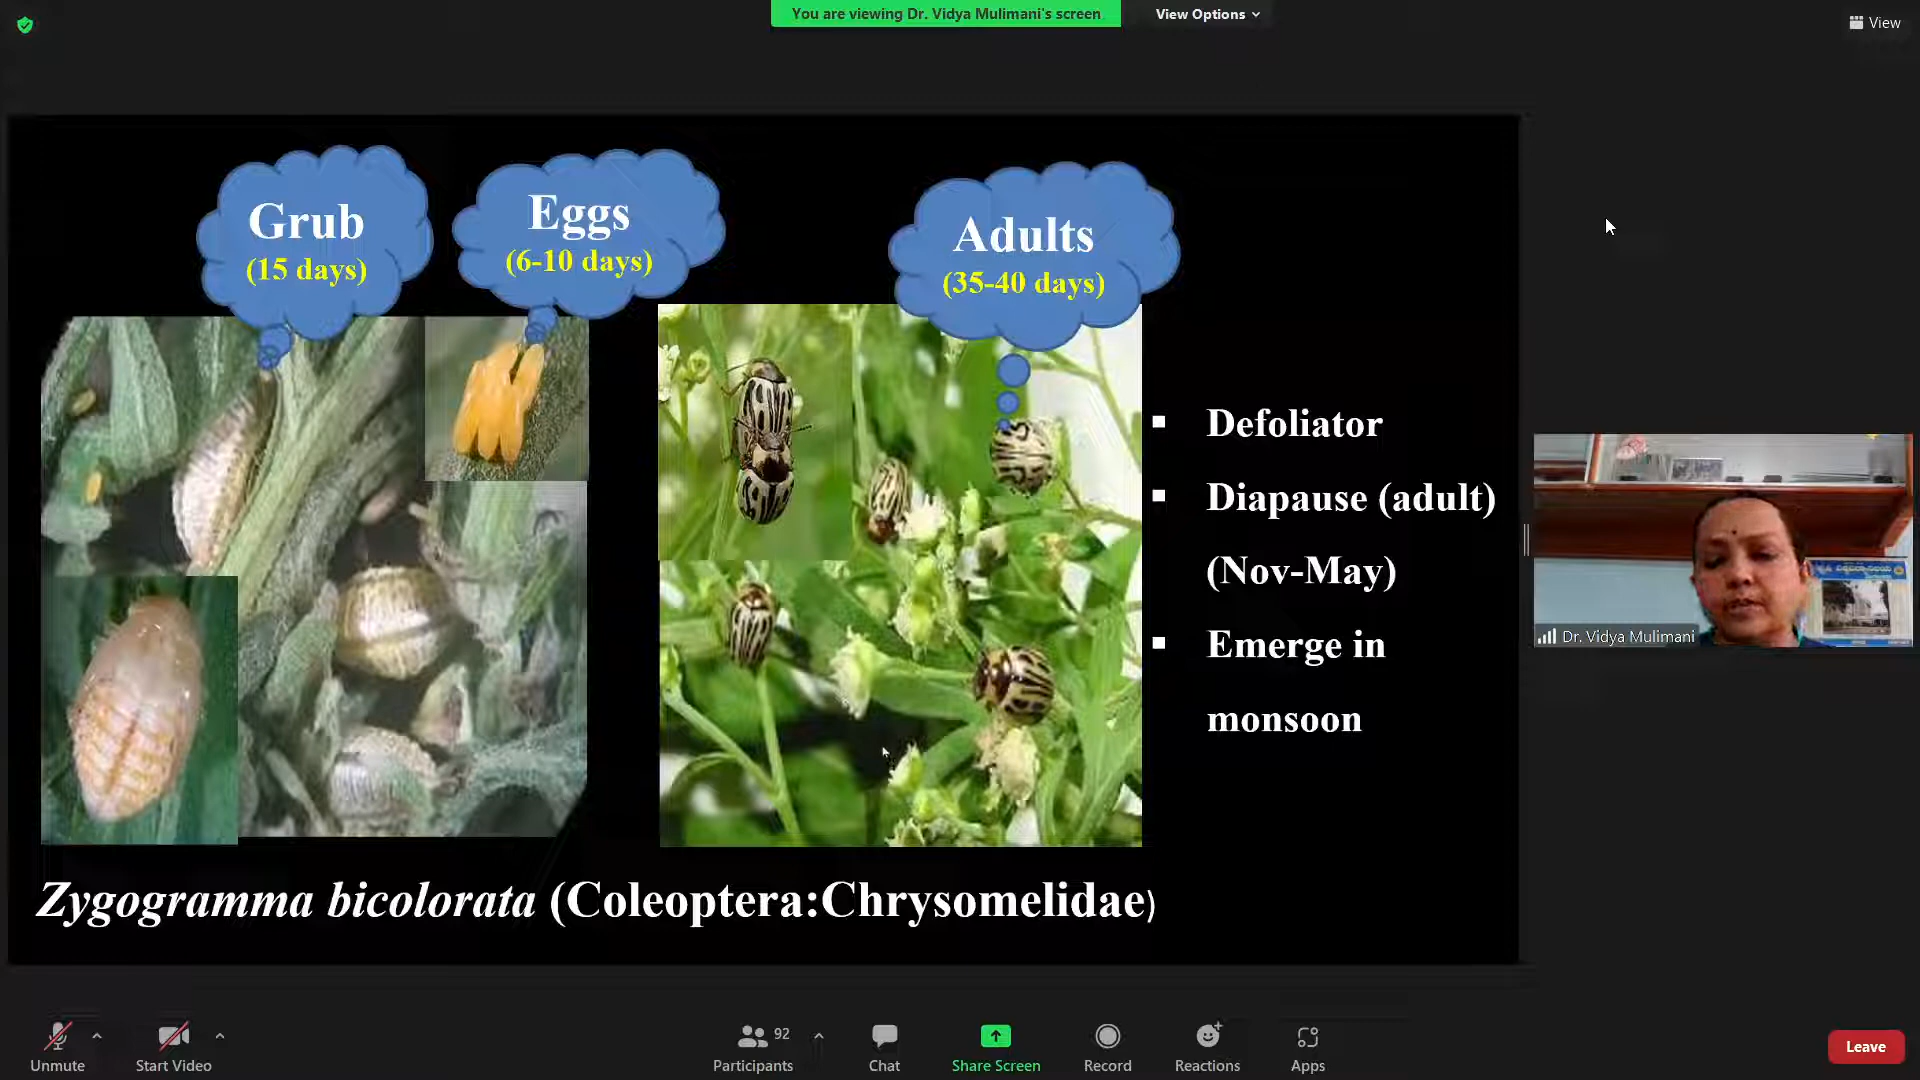 You are viewing Dr. Vidya Mulimani's screen
View Options
View
Grub
(15 days)
Eggs
(6-10 days)
Adults
(35-40 days)
Defoliator
Diapause (adult)
(Nov-May)
Emerge in
monsoon
Zygogramma bicolorata (Coleoptera:Chrysomelidae)
Dr. Vidya Mulimani
Unmute
Start Video
92
Participants
Chat
Share Screen
Record
Reactions
Apps
Leave